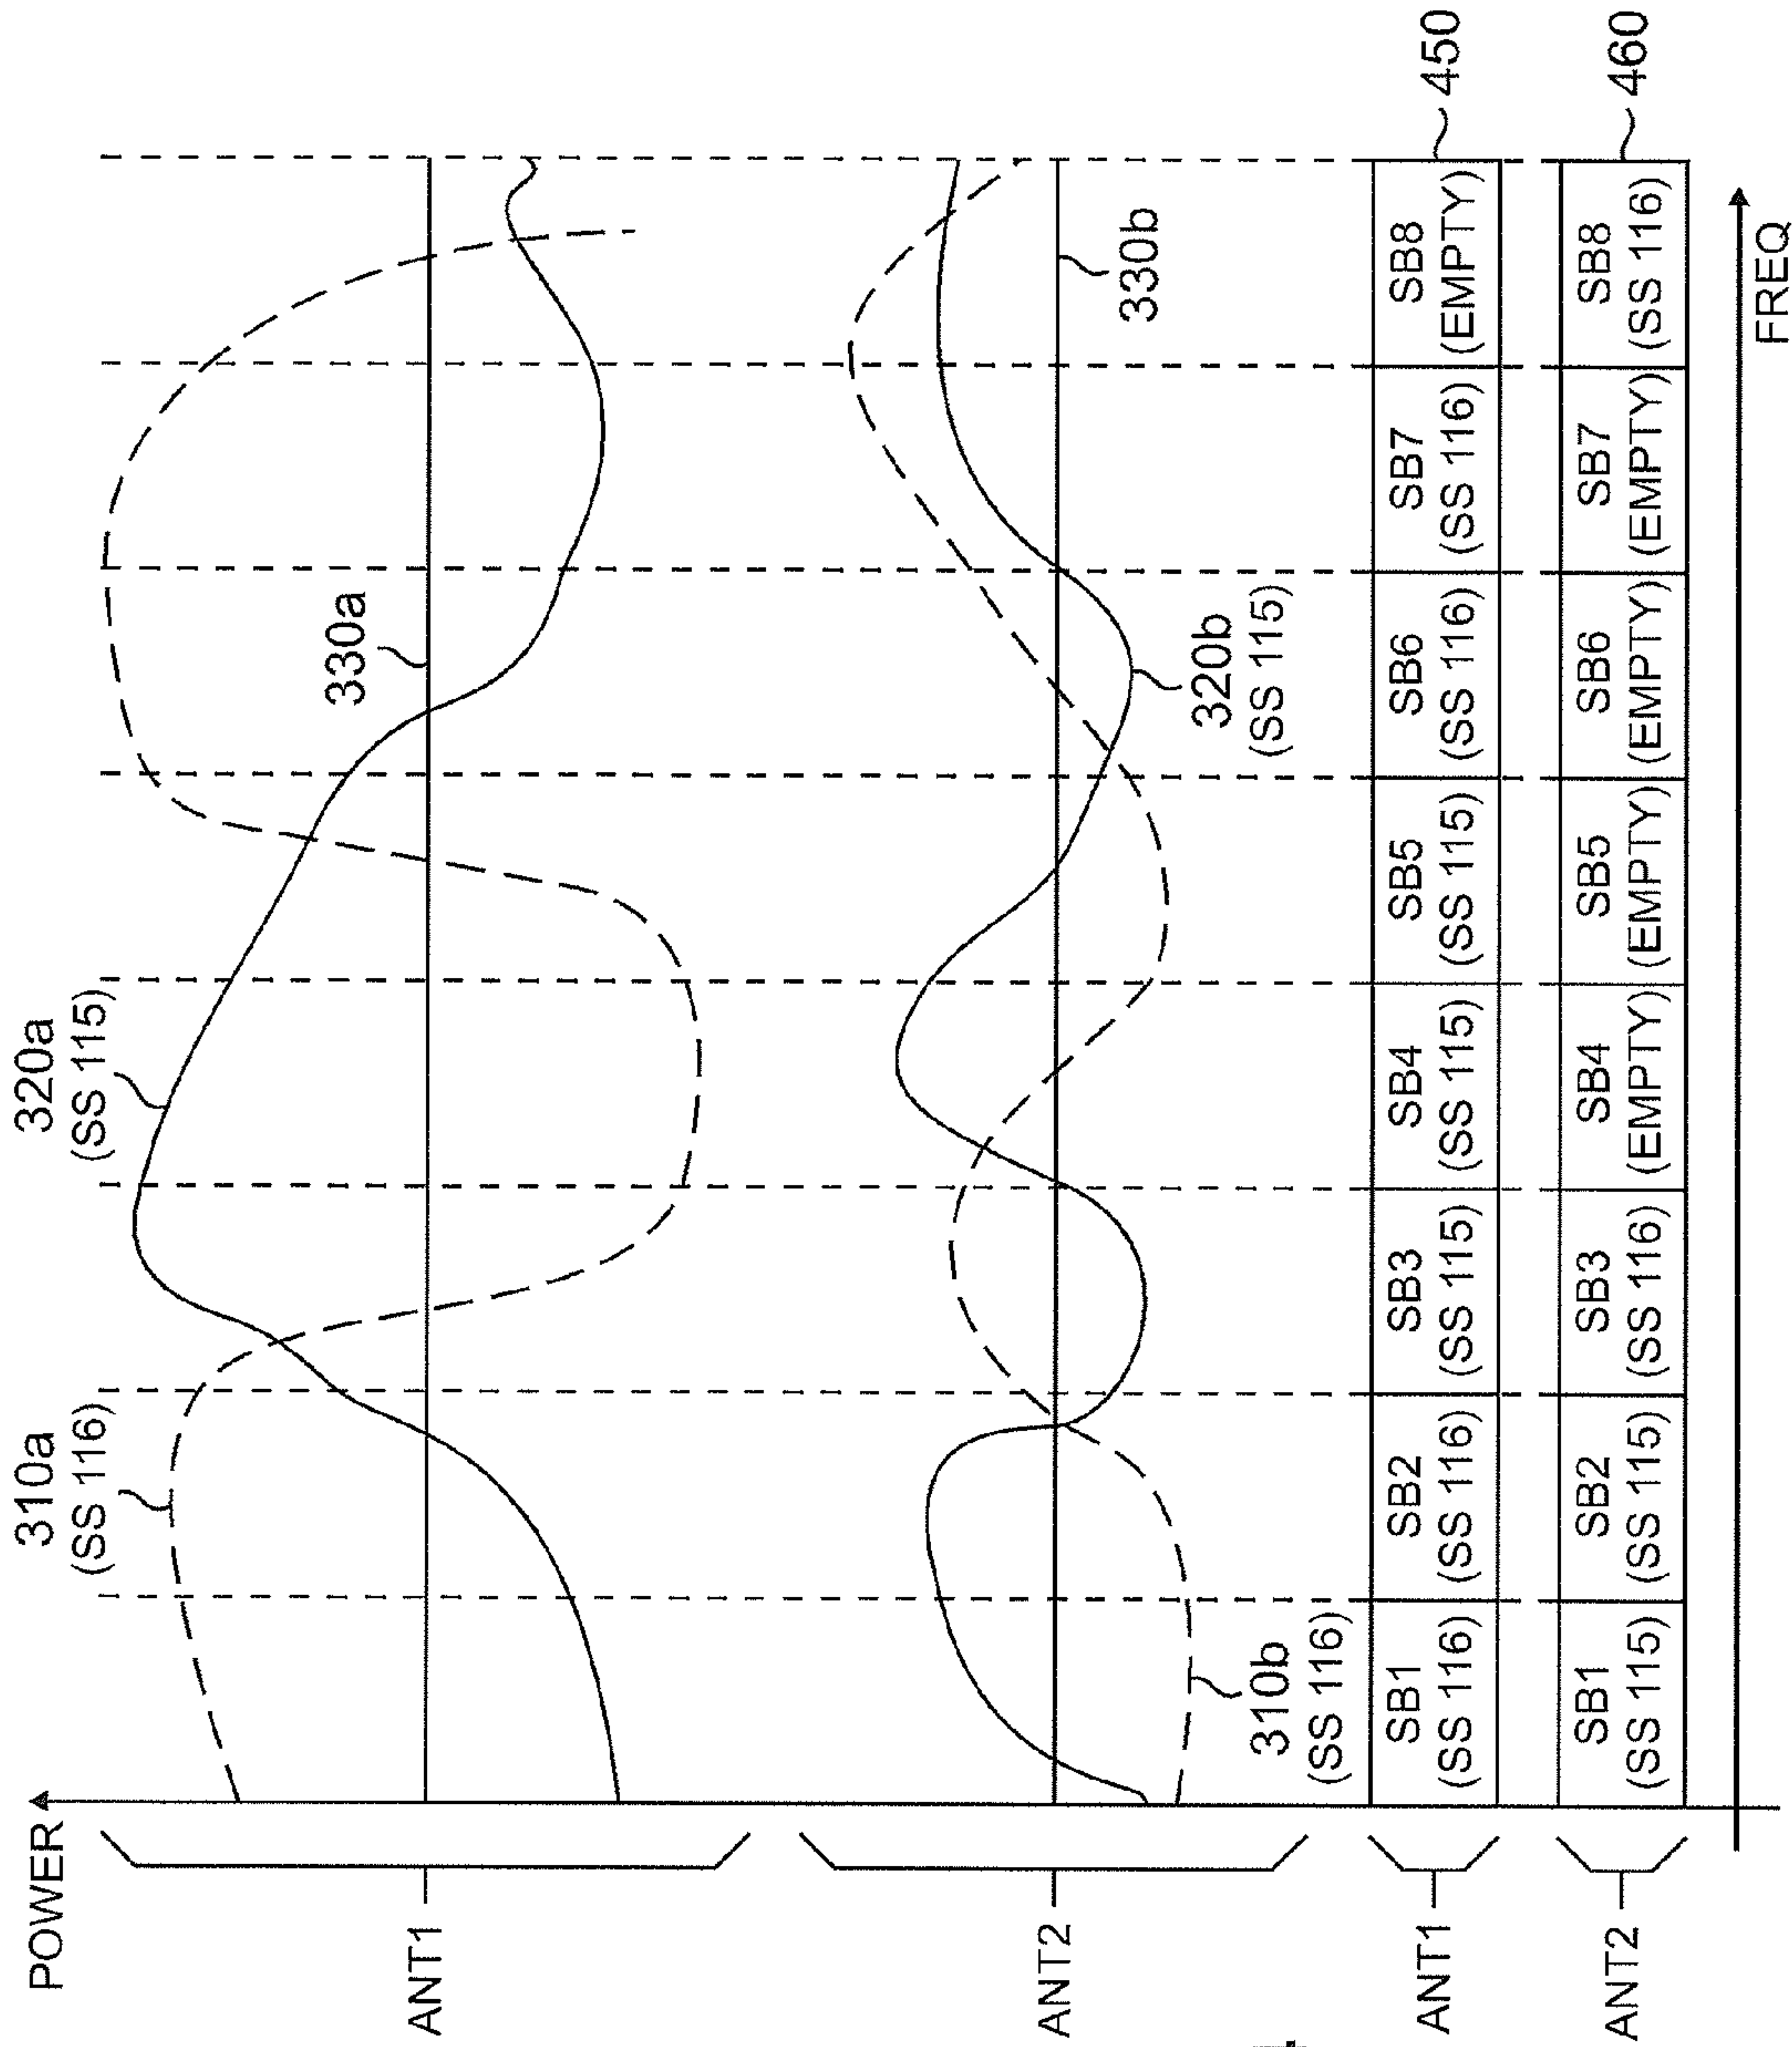 POWER
310a
(SS 116)
320a
(SS 115)
330a
ANT1
ANT2
310b
(SS 116)
320b
(SS 115)
330b
ANT1
SB1
(SS 116)
SB2
(SS 116)
SB3
(SS 115)
SB4
(SS 115)
SB5
(SS 115)
SB6
(SS 116)
SB7
(SS 116)
SB8
(EMPTY)
450
ANT2
SB1
(SS 115)
SB2
(SS 115)
SB3
(SS 116)
SB4
(EMPTY)
SB5
(EMPTY)
SB6
(EMPTY)
SB7
(EMPTY)
SB8
(SS 116)
460
FREQ